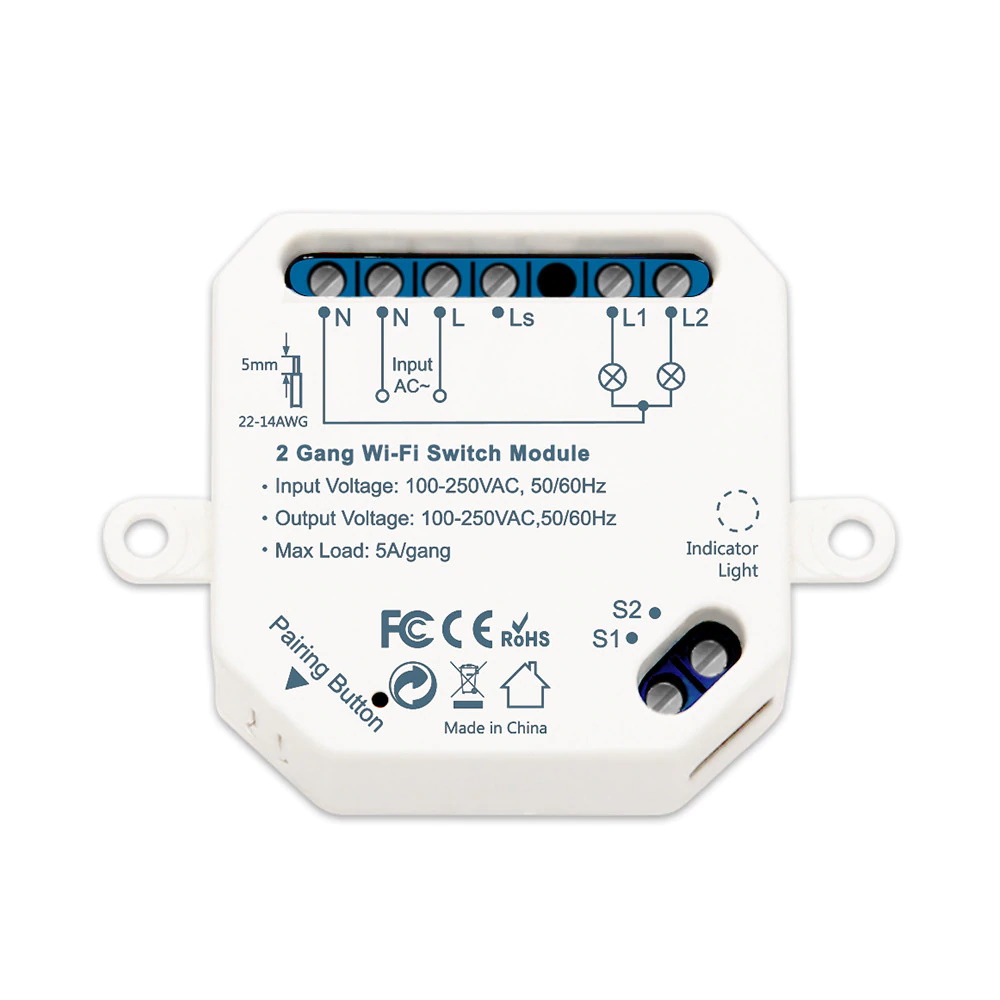 N N L Ls L1 L2
5mm
Input
AC~
22-14AWG
2 Gang Wi-Fi Switch Module
• Input Voltage: 100-250VAC, 50/60Hz
• Output Voltage: 100-250VAC,50/60Hz
• Max Load: 5A/gang
Indicator
Light
S2
S1
Pairing Button
FC CE RoHS
Made in China